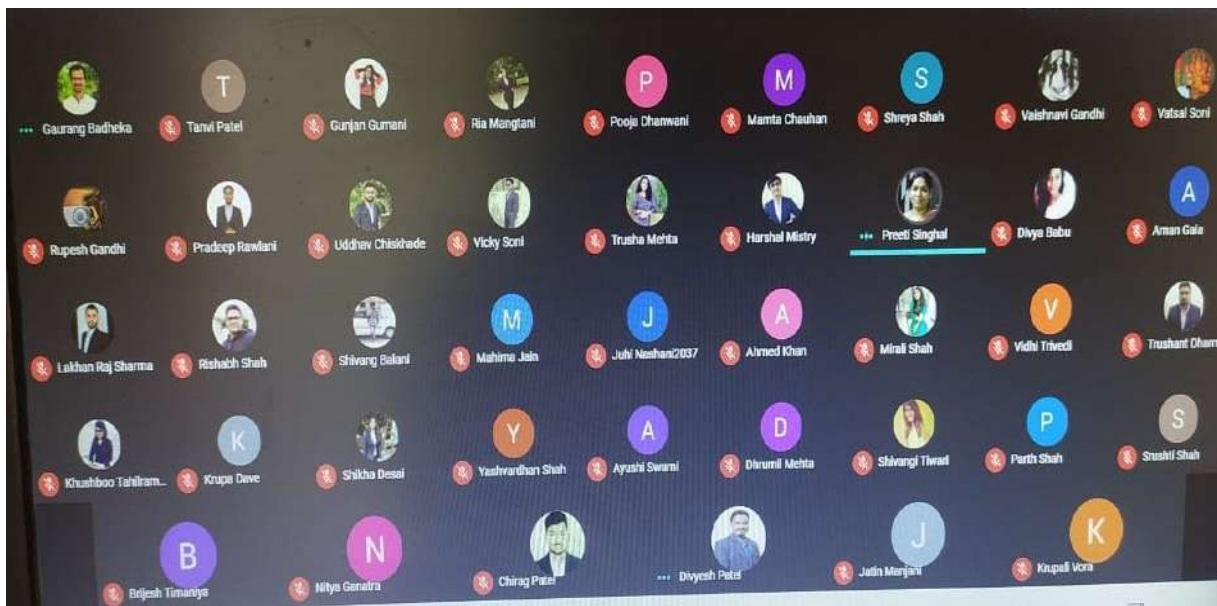 T P M S
Gaurang Badheka Tanvi Patel Gunjan Gumani Ria Mangtani Pooja Dhanwani Mamta Chauhan Shreya Shah Vaishnavi Gandhi Vatsal Soni
A
Rupesh Gandhi Pradeep Rawlani Uddhav Chiskhade Vicky Soni Trusha Mehta Harshal Mistry Preeti Singhal Divya Babu Aman Gala
M J A V
Lakhan Raj Sharma Rishabh Shah Shivang Balani Mahima Jain Juhi Nashani2037 Ahmed Khan Mirali Shah Vidhi Trivedi Trushant Dham
K Y A D P S
Khushboo Tahilram... Krupa Dave Shikha Desai Yashvardhan Shah Ayushi Swami Dhrumil Mehta Shivangi Tiwari Parth Shah Srushti Shah
B N J K
Brijesh Timaniya Nitya Ganatra Chirag Patel Divyesh Patel Jatin Manjani Krupali Vora